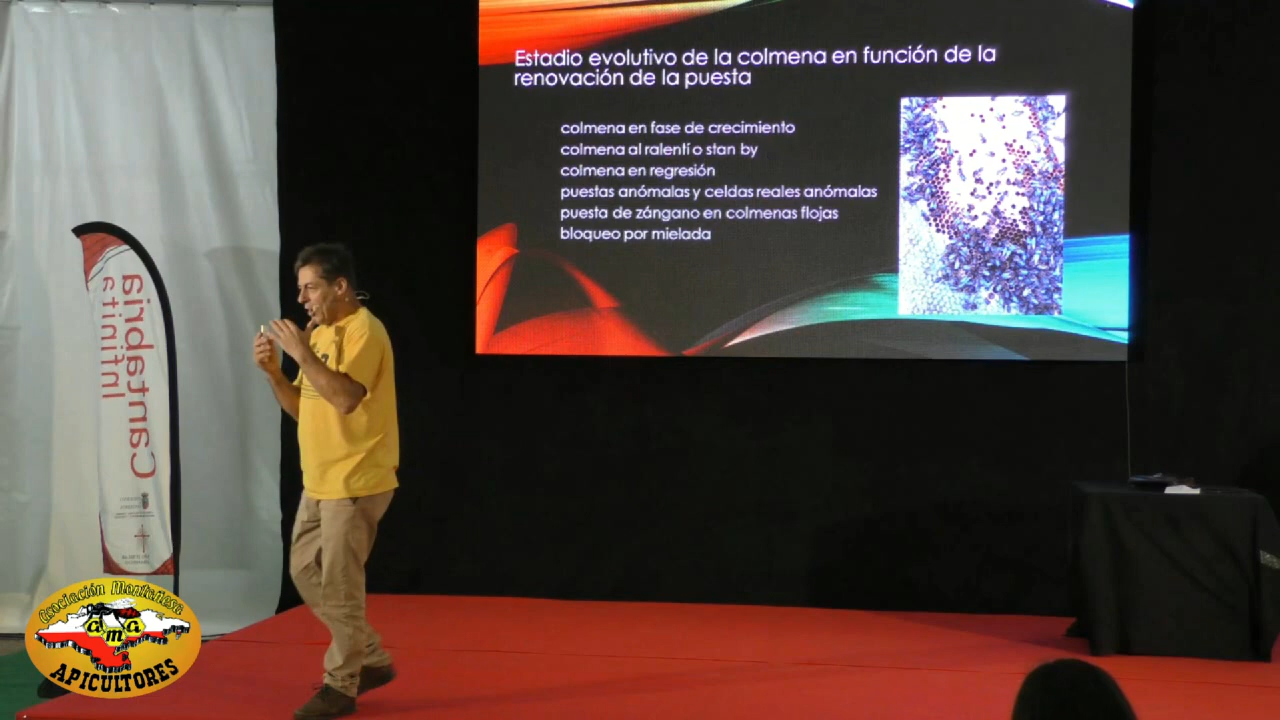 Estadio evolutivo de la colmena en función de la
renovación de la puesta
colmena en fase de crecimiento
colmena al ralentí o stan by
colmena en regresión
puestas anómalas y celdas reales anómalas
puesta de zángano en colmenas flojas
bloqueo por mielada
Cantabria
Infinita
Asociación Montañesa
AMA
APICULTORES